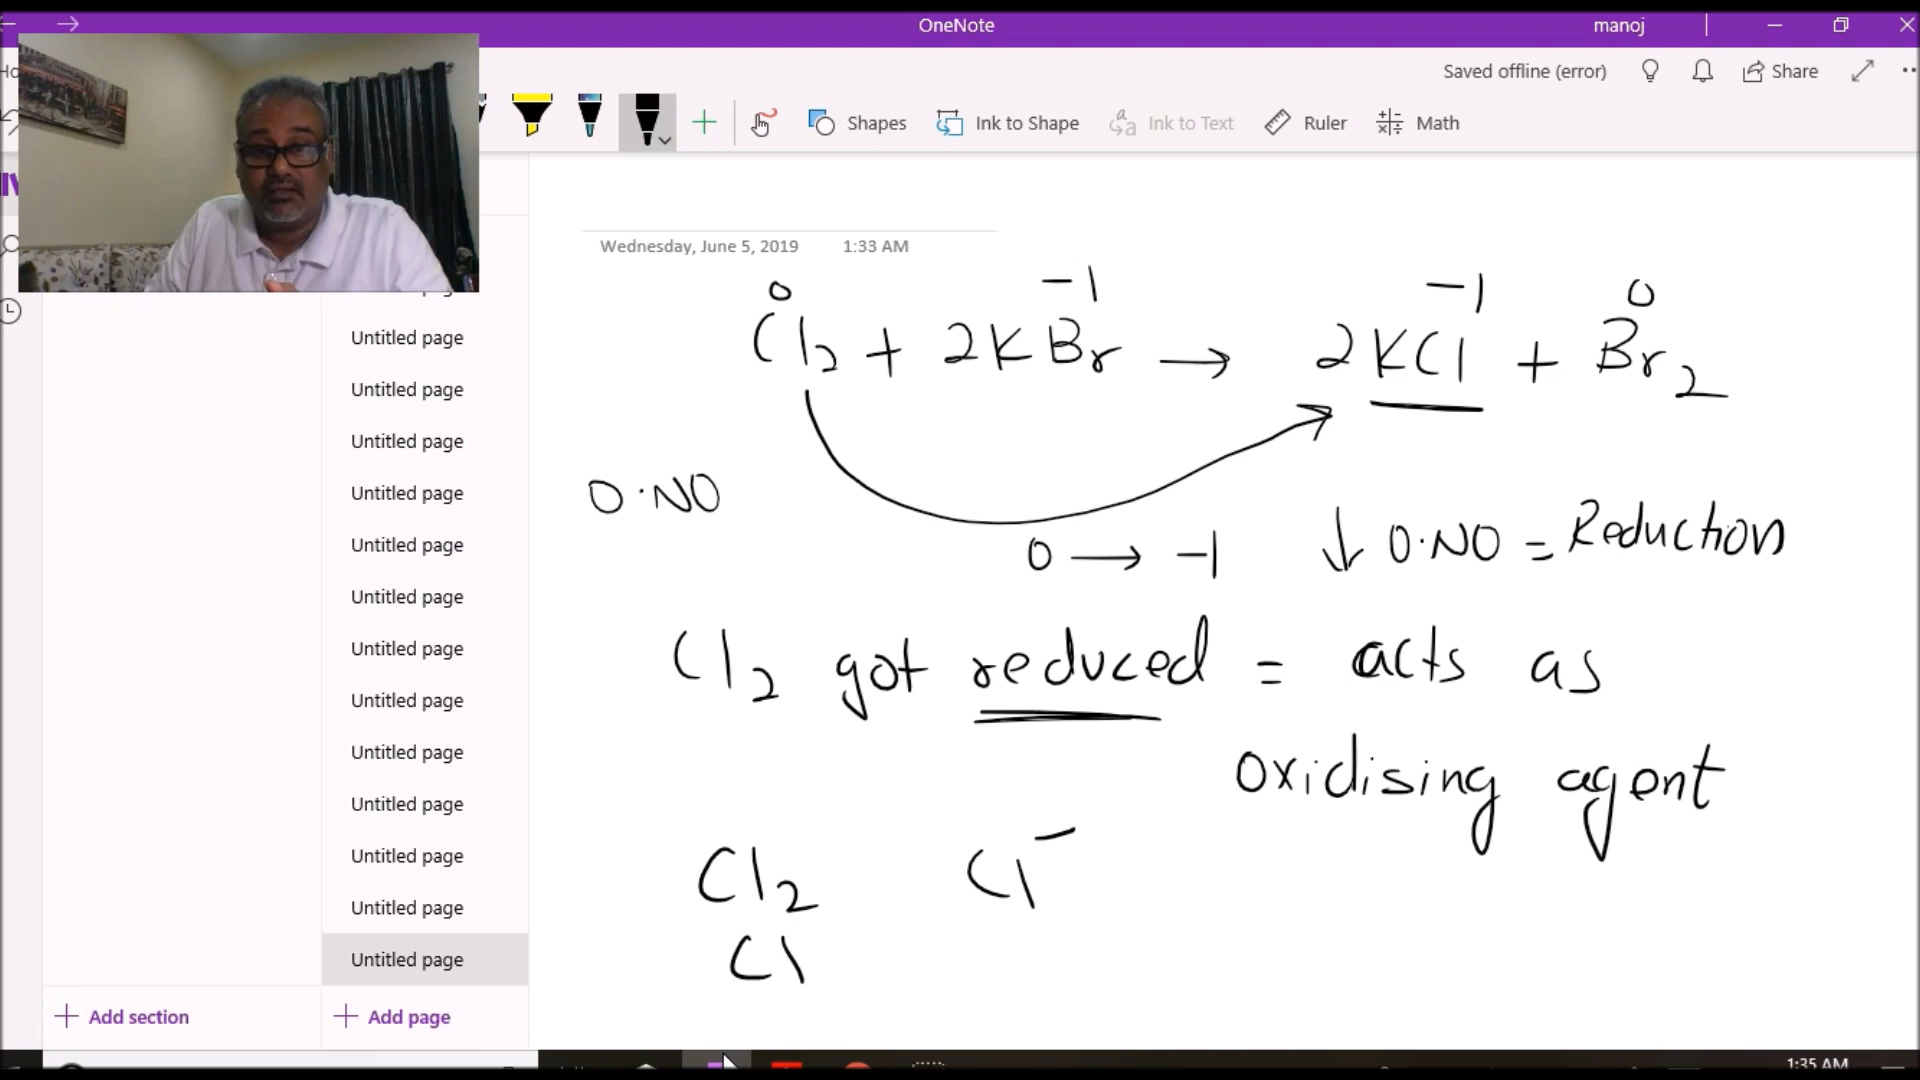 OneNote
manoj
Saved offline (error)
Share
Shapes
Ink to Shape
Ink to Text
Ruler
Math
Wednesday, June 5, 2019 1:33 AM
0 -1 -1 0
Cl2 + 2KBr → 2KCl + Br2
O.NO
0 → -1 ↓ O.NO = Reduction
Cl2 got reduced = acts as
oxidising agent
Cl2 Cl⁻
Cl
Untitled page
Untitled page
Untitled page
Untitled page
Untitled page
Untitled page
Untitled page
Untitled page
Untitled page
Untitled page
Untitled page
Untitled page
Untitled page
+ Add section
+ Add page
1:35 AM